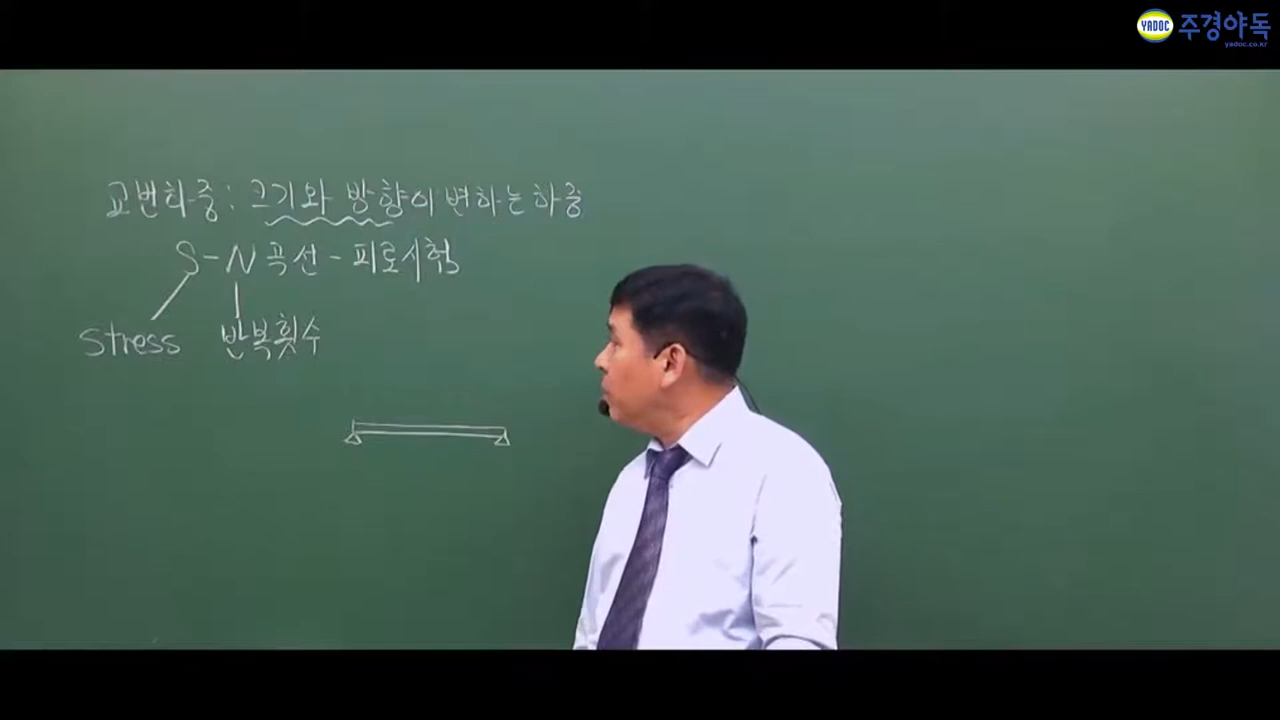 YADOC 주경야독
yadoc.co.kr
교번하중 : 크기와 방향이 변하는 하중
S-N 곡선 - 피로시험
stress 반복횟수